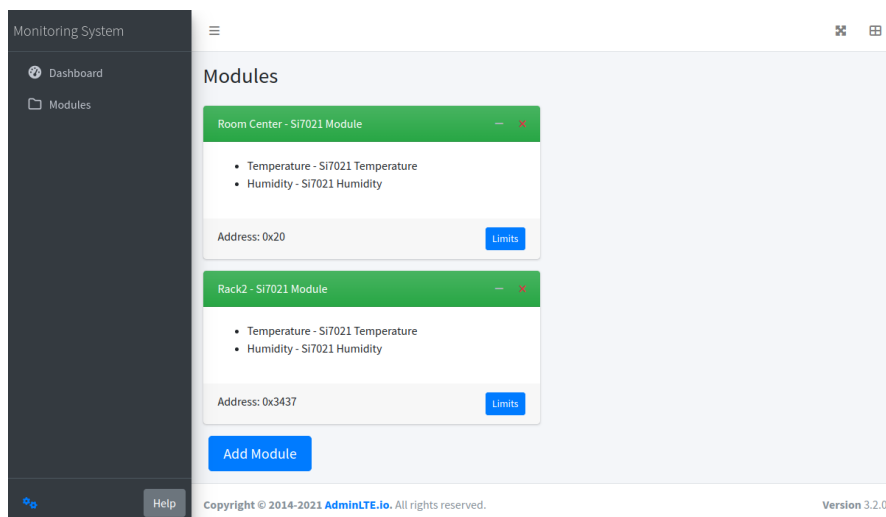 Monitoring System
Dashboard
Modules
Modules
Room Center - Si7021 Module
Temperature - Si7021 Temperature
Humidity - Si7021 Humidity
Address: 0x20
Limits
Rack2 - Si7021 Module
Temperature - Si7021 Temperature
Humidity - Si7021 Humidity
Address: 0x3437
Limits
Add Module
Help
Copyright © 2014-2021 AdminLTE.io. All rights reserved.
Version 3.2.0